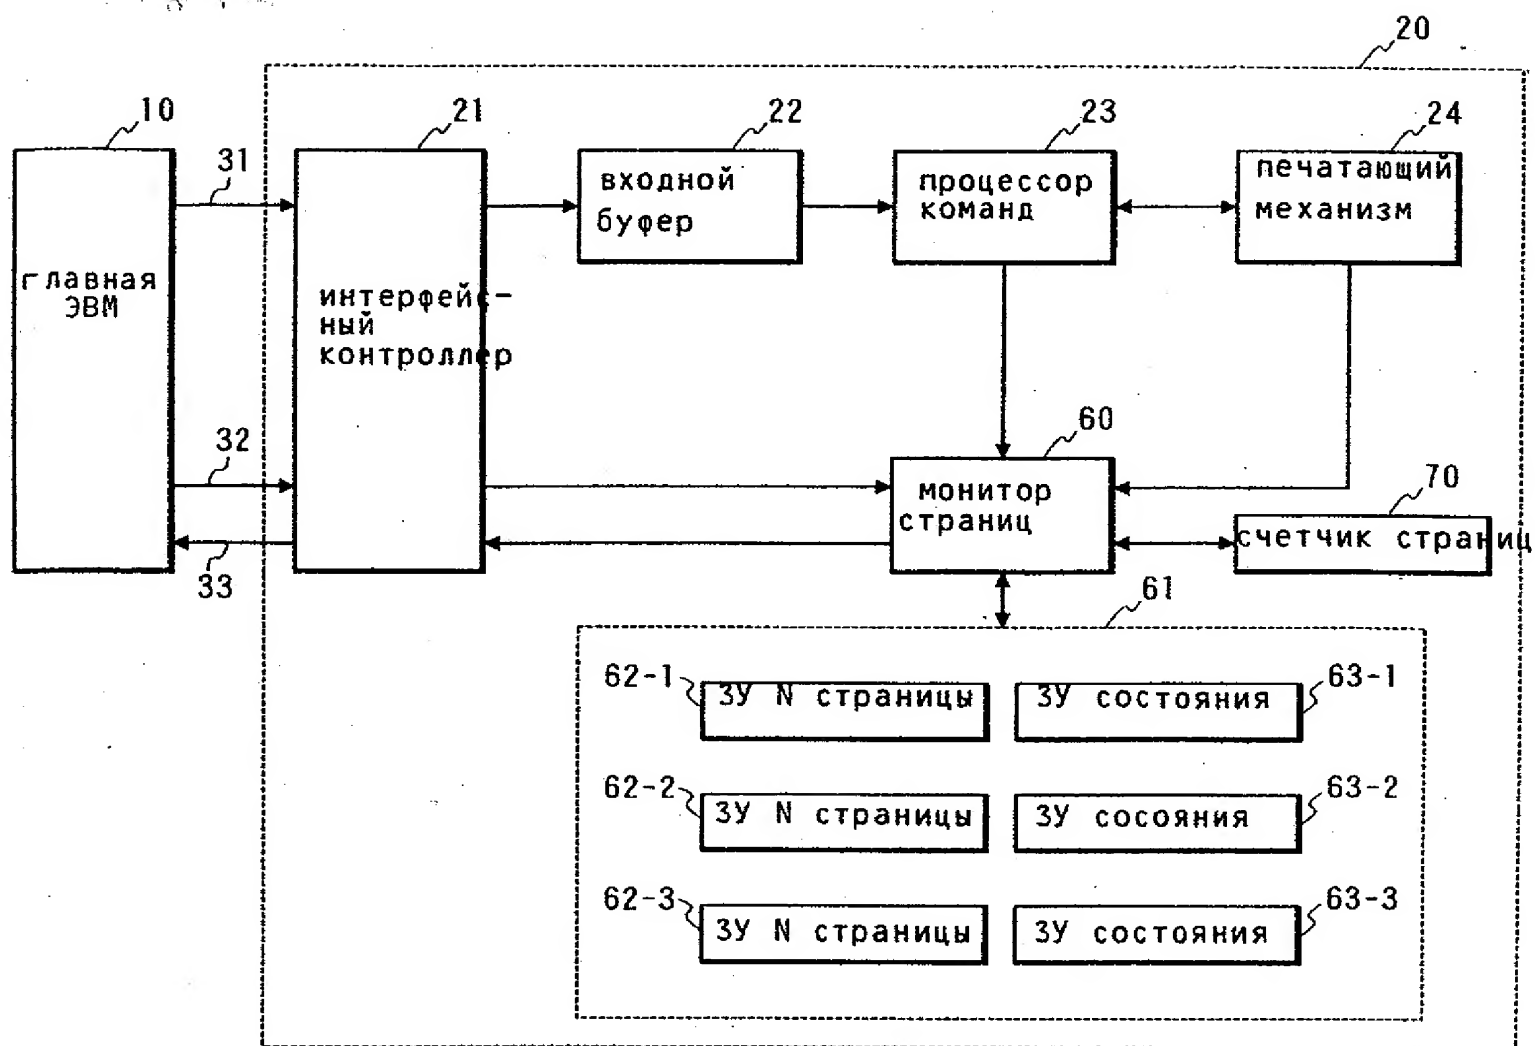 20
10
21
22
23
24
31
входной
буфер
процессор
команд
печатающий
механизм
главная
ЭВМ
интерфейс-
ный
контроллер
32
60
70
монитор
страниц
счетчик страниц
33
61
62-1
ЗУ N страницы
ЗУ состояния
63-1
62-2
ЗУ N страницы
ЗУ сосояния
63-2
62-3
ЗУ N страницы
ЗУ состояния
63-3